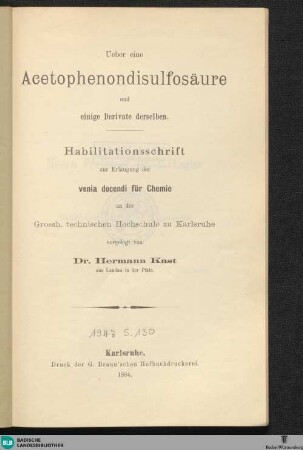 Ueber eine
Acetophenondisulfosäure
und
einige Derivate derselben.
Habilitationsschrift
zur Erlangung der
venia docendi für Chemie
an der
Grossh. technischen Hochschule zu Karlsruhe
vorgelegt von
Dr. Hermann Kast
aus Landau in der Pfalz.
1947 S. 130
Karlsruhe.
Druck der G. Braun'schen Hofbuchdruckerei.
1884.
BLB BADISCHE
LANDESBIBLIOTHEK
Baden-Württemberg